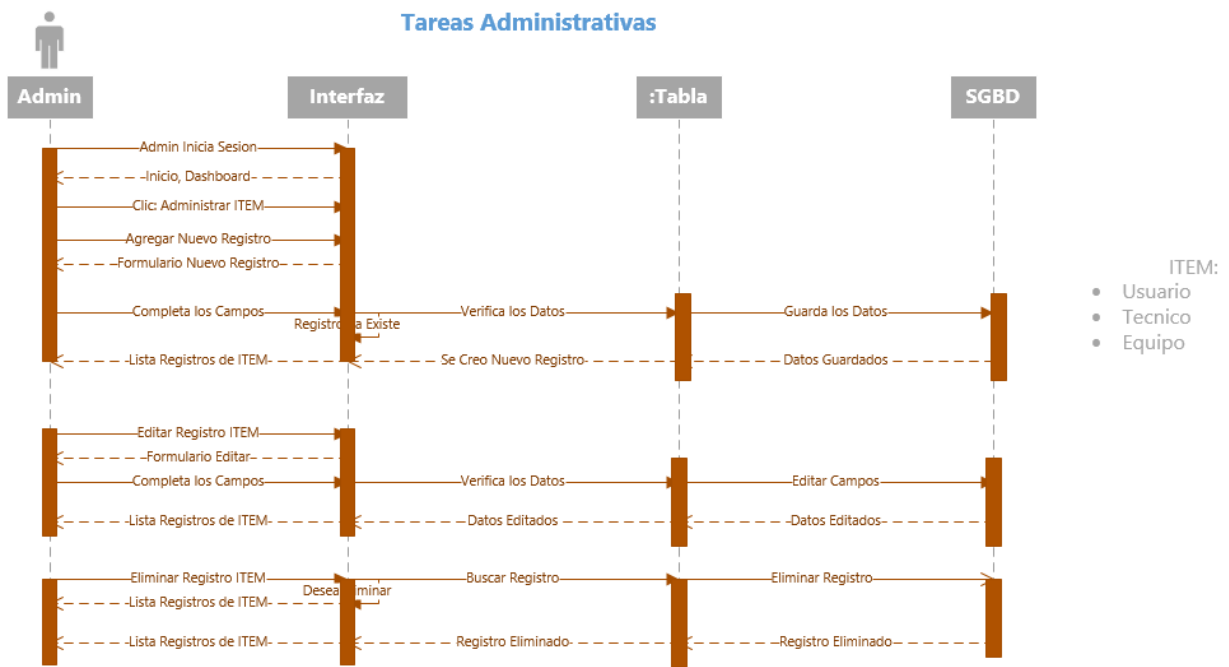 Tareas Administrativas
Admin Interfaz :Tabla SGBD
Admin Inicia Sesion
Inicio, Dashboard
Clic: Administrar ITEM
Agregar Nuevo Registro
Formulario Nuevo Registro
Completa los Campos Verifica los Datos Guarda los Datos
Existe
Lista Registros de ITEM Se Creo Nuevo Registro Datos Guardados
ITEM:
Usuario
Tecnico
Equipo
Editar Registro ITEM
Formulario Editar
Completa los Campos Verifica los Datos Editar Campos
Lista Registros de ITEM Datos Editados Datos Editados
Eliminar Registro ITEM Buscar Registro Eliminar Registro
Lista Registros de ITEM
Lista Registros de ITEM Registro Eliminado Registro Eliminado